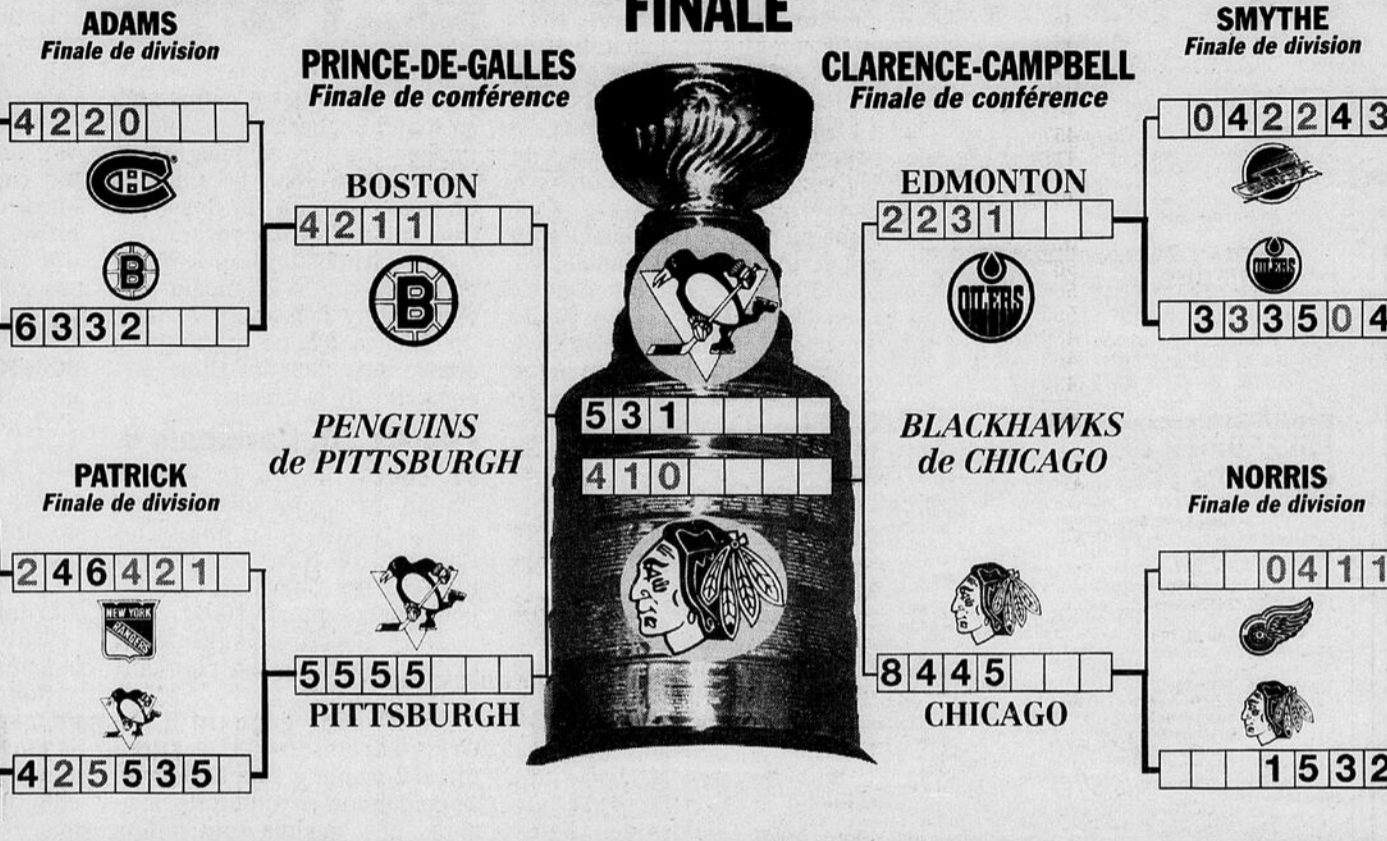 FINALE
ADAMS
Finale de division
4 2 2 0
B
6 3 3 2
PRINCE-DE-GALLES
Finale de conférence
BOSTON
4 2 1 1
B
PENGUINS
de PITTSBURGH
PATRICK
Finale de division
2 4 6 4 2 1
NEW YORK
RANGERS
4 2 5 5 3 5
5 5 5 5
PITTSBURGH
5 3 1
4 1 0
CLARENCE-CAMPBELL
Finale de conférence
EDMONTON
2 2 3 1
OILERS
BLACKHAWKS
de CHICAGO
8 4 4 5
CHICAGO
SMYTHE
Finale de division
0 4 2 2 4 3
OILERS
3 3 3 5 0 4
NORRIS
Finale de division
0 4 1 1
1 5 3 2